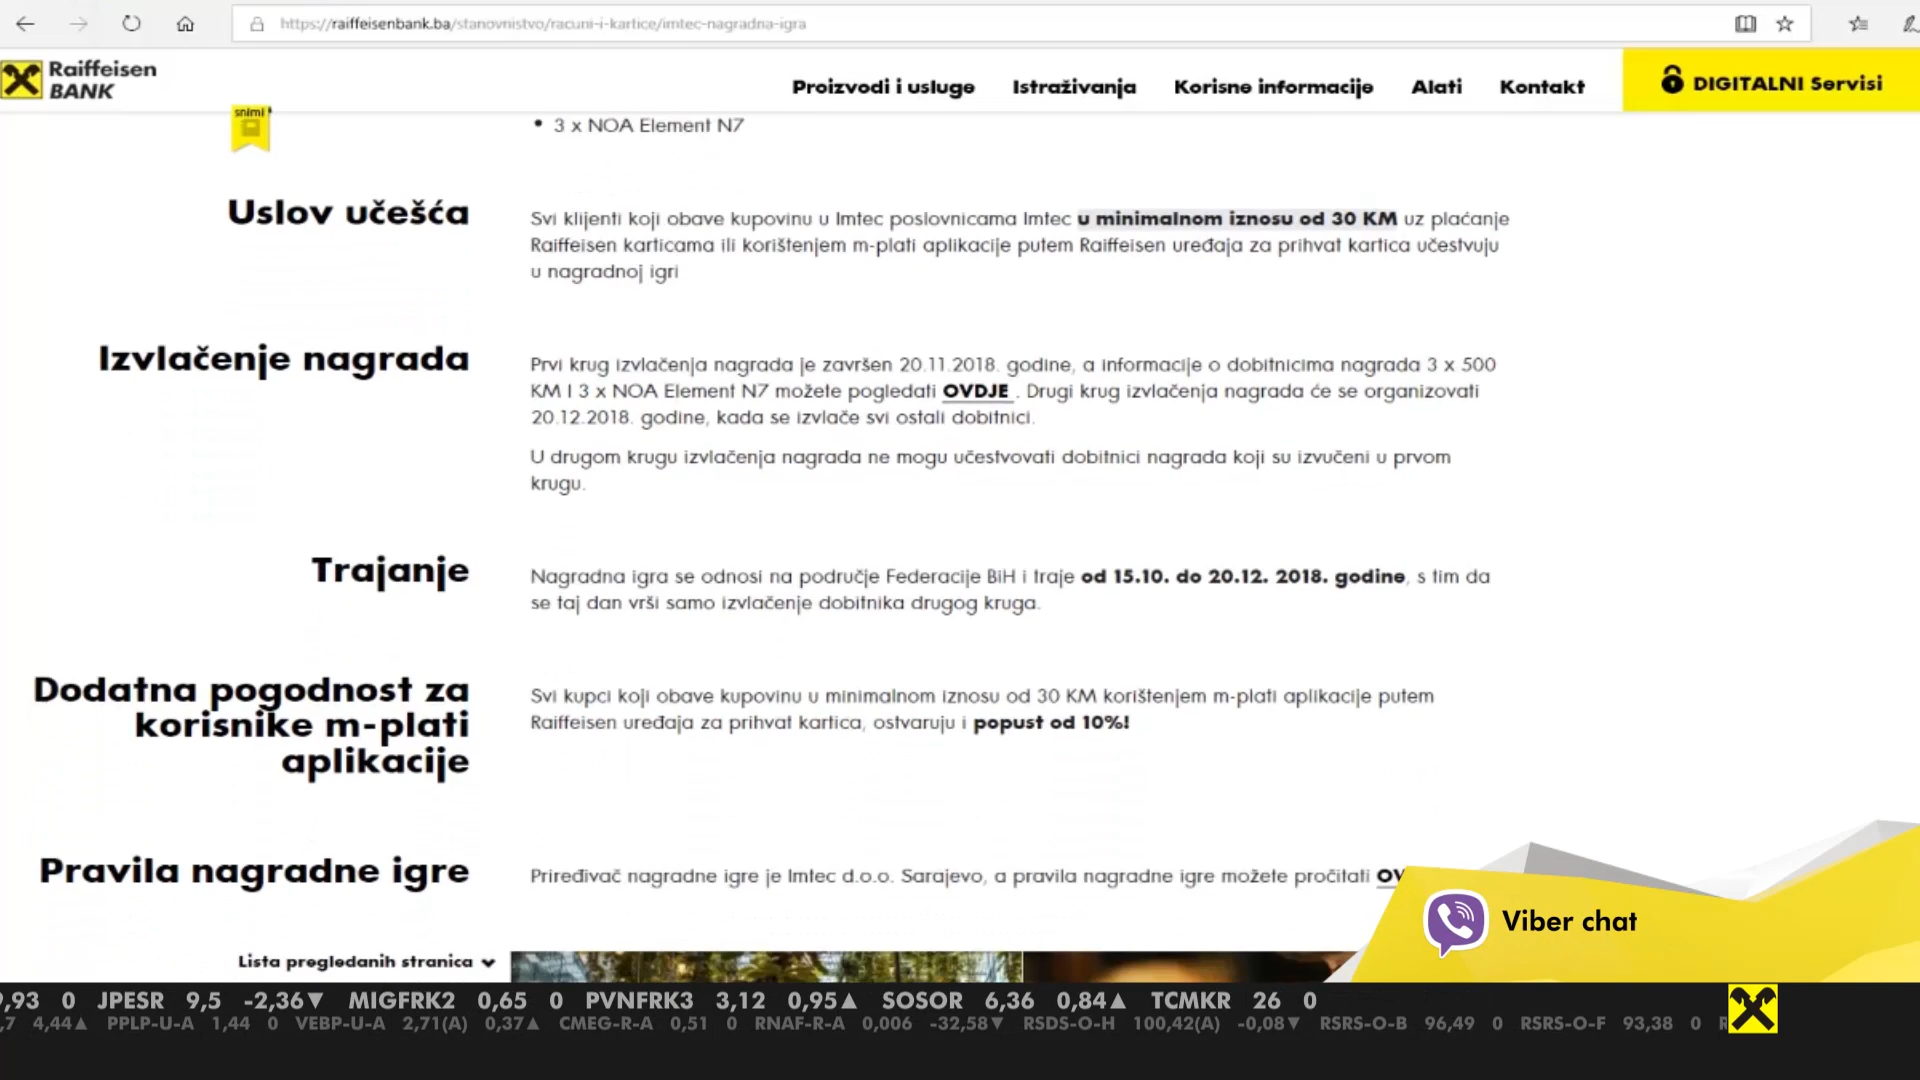 https://raiffeisenbank.ba/stanovnistvo/racuni-i-kartice/imtec-nagradna-igra
Raiffeisen
BANK
Proizvodi i usluge
Istraživanja
Korisne informacije
Alati
Kontakt
DIGITALNI Servisi
snimi
• 3 x NOA Element N7
Uslov učešća
Svi klijenti koji obave kupovinu u Imtec poslovnicama Imtec u minimalnom iznosu od 30 KM uz plaćanje
Raiffeisen karticama ili korištenjem m-plati aplikacije putem Raiffeisen uređaja za prihvat kartica učestvuju
u nagradnoj igri
Izvlačenje nagrada
Prvi krug izvlačenja nagrada je završen 20.11.2018. godine, a informacije o dobitnicima nagrada 3 x 500
KM I 3 x NOA Element N7 možete pogledati OVDJE . Drugi krug izvlačenja nagrada će se organizovati
20.12.2018. godine, kada se izvlače svi ostali dobitnici.
U drugom krugu izvlačenja nagrada ne mogu učestvovati dobitnici nagrada koji su izvučeni u prvom
krugu.
Trajanje
Nagradna igra se odnosi na područje Federacije BiH i traje od 15.10. do 20.12. 2018. godine, s tim da
se taj dan vrši samo izvlačenje dobitnika drugog kruga.
Dodatna pogodnost za
korisnike m-plati
aplikacije
Svi kupci koji obave kupovinu u minimalnom iznosu od 30 KM korištenjem m-plati aplikacije putem
Raiffeisen uređaja za prihvat kartica, ostvaruju i popust od 10%!
Pravila nagradne igre
Priređivač nagradne igre je Imtec d.o.o. Sarajevo, a pravila nagradne igre možete pročitati OV
Viber chat
Lista pregledanih stranica
9,93 0 JPESR 9,5 -2,36▼ MIGFRK2 0,65 0 PVNFRK3 3,12 0,95▲ SOSOR 6,36 0,84▲ TCMKR 26 0
,7 4,44▲ PPLP-U-A 1,44 0 VEBP-U-A 2,71(A) 0,37▲ CMEG-R-A 0,51 0 RNAF-R-A 0,006 -32,58▼ RSDS-O-H 100,42(A) -0,08▼ RSRS-O-B 96,49 0 RSRS-O-F 93,38 0 R